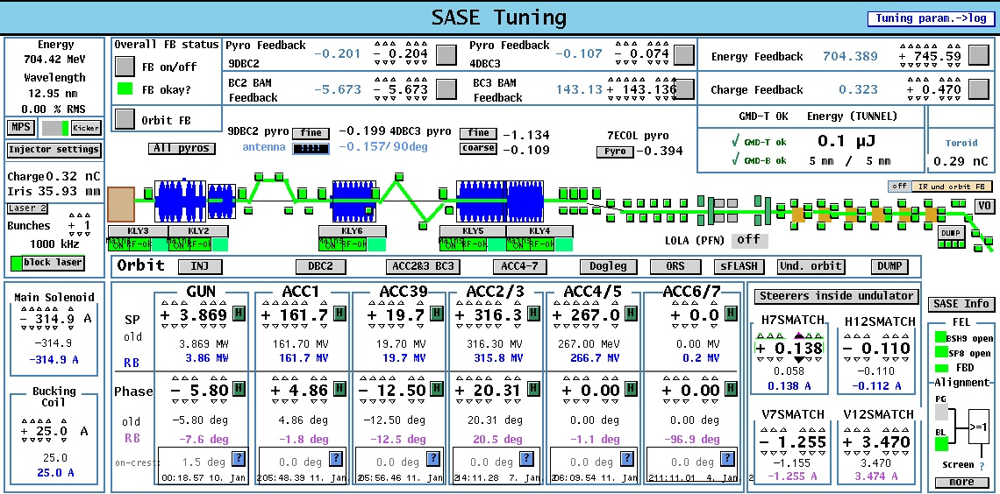 SASE Tuning
Tuning param.->log
Energy
704.42 MeV
Wavelength
12.95 nm
0.00 % RMS
MPS
Kicker
Injector settings
Charge 0.32 nC
Iris 35.93 mm
Laser 2
Bunches + 1
1000 kHz
block laser
Overall FB status
FB on/off
FB okay?
Orbit FB
Pyro Feedback 9DBC2 -0.201 - 0.204
BC2 BAM Feedback -5.673 - 5.673
Pyro Feedback 4DBC3 -0.107 - 0.074
BC3 BAM Feedback 143.13 + 143.136
Energy Feedback 704.389 + 745.59
Charge Feedback 0.323 + 0.470
All pyros
9DBC2 pyro fine -0.199
antenna -0.157/ 90deg
4DBC3 pyro fine -1.134
coarse -0.109
7ECOL pyro
Pyro -0.394
GMD-T OK Energy (TUNNEL)
GMD-T ok 0.1 µJ
GMD-B ok 5 mm / 5 mm
Toroid
0.29 nC
off IR und orbit FB
VO
KLY3 KLY2 KLY6 KLY5 KLY4
Mains ON RF-ok
Mains ON RF-ok
Mains ON RF-ok
Mains ON RF-ok
Mains ON RF-ok
LOLA (PFN) off
DUMP
Orbit INJ DBC2 ACC2&3 BC3 ACC4-7 Dogleg ORS sFLASH Und. orbit DUMP
Main Solenoid
- 314.9 A
-314.9
-314.9 A
Bucking Coil
+ 25.0 A
25.0
25.0 A
GUN ACC1 ACC39 ACC2/3 ACC4/5 ACC6/7
SP + 3.869 H + 161.7 H + 19.7 H + 316.3 H + 267.0 H + 0.0 H
old 3.869 MW 161.70 MV 19.70 MV 316.30 MV 267.00 MeV 0.00 MV
RB 3.86 MW 161.7 MV 19.7 MV 315.8 MV 266.7 MV 0.2 MV
Phase - 5.80 H + 4.86 H - 12.50 H + 20.31 H + 0.00 H + 0.00 H
old -5.80 deg 4.86 deg -12.50 deg 20.31 deg 0.00 deg 0.00 deg
RB -7.6 deg -1.8 deg -12.5 deg 20.5 deg -1.1 deg -96.9 deg
on-crest: 1.5 deg ? 0.0 deg ? 0.0 deg ? 0.0 deg ? 0.0 deg ? 0.0 deg ?
00:18.57 10. Jan 05:48.39 11. Jan 05:56.46 11. Jan 14:11.28 7. Jan 06:09.54 11. Jan 11:11.01 4. Jan
Steerers inside undulator
H7SMATCH
+ 0.138
0.058
0.138 A
H12SMATCH
- 0.110
-0.110
-0.112 A
V7SMATCH
- 1.255
-1.155
-1.255 A
V12SMATCH
+ 3.470
3.470
3.474 A
SASE Info
FEL
BSH9 open
SP8 open
FBD
Alignment
PG
BL
>=1
Screen ?
more